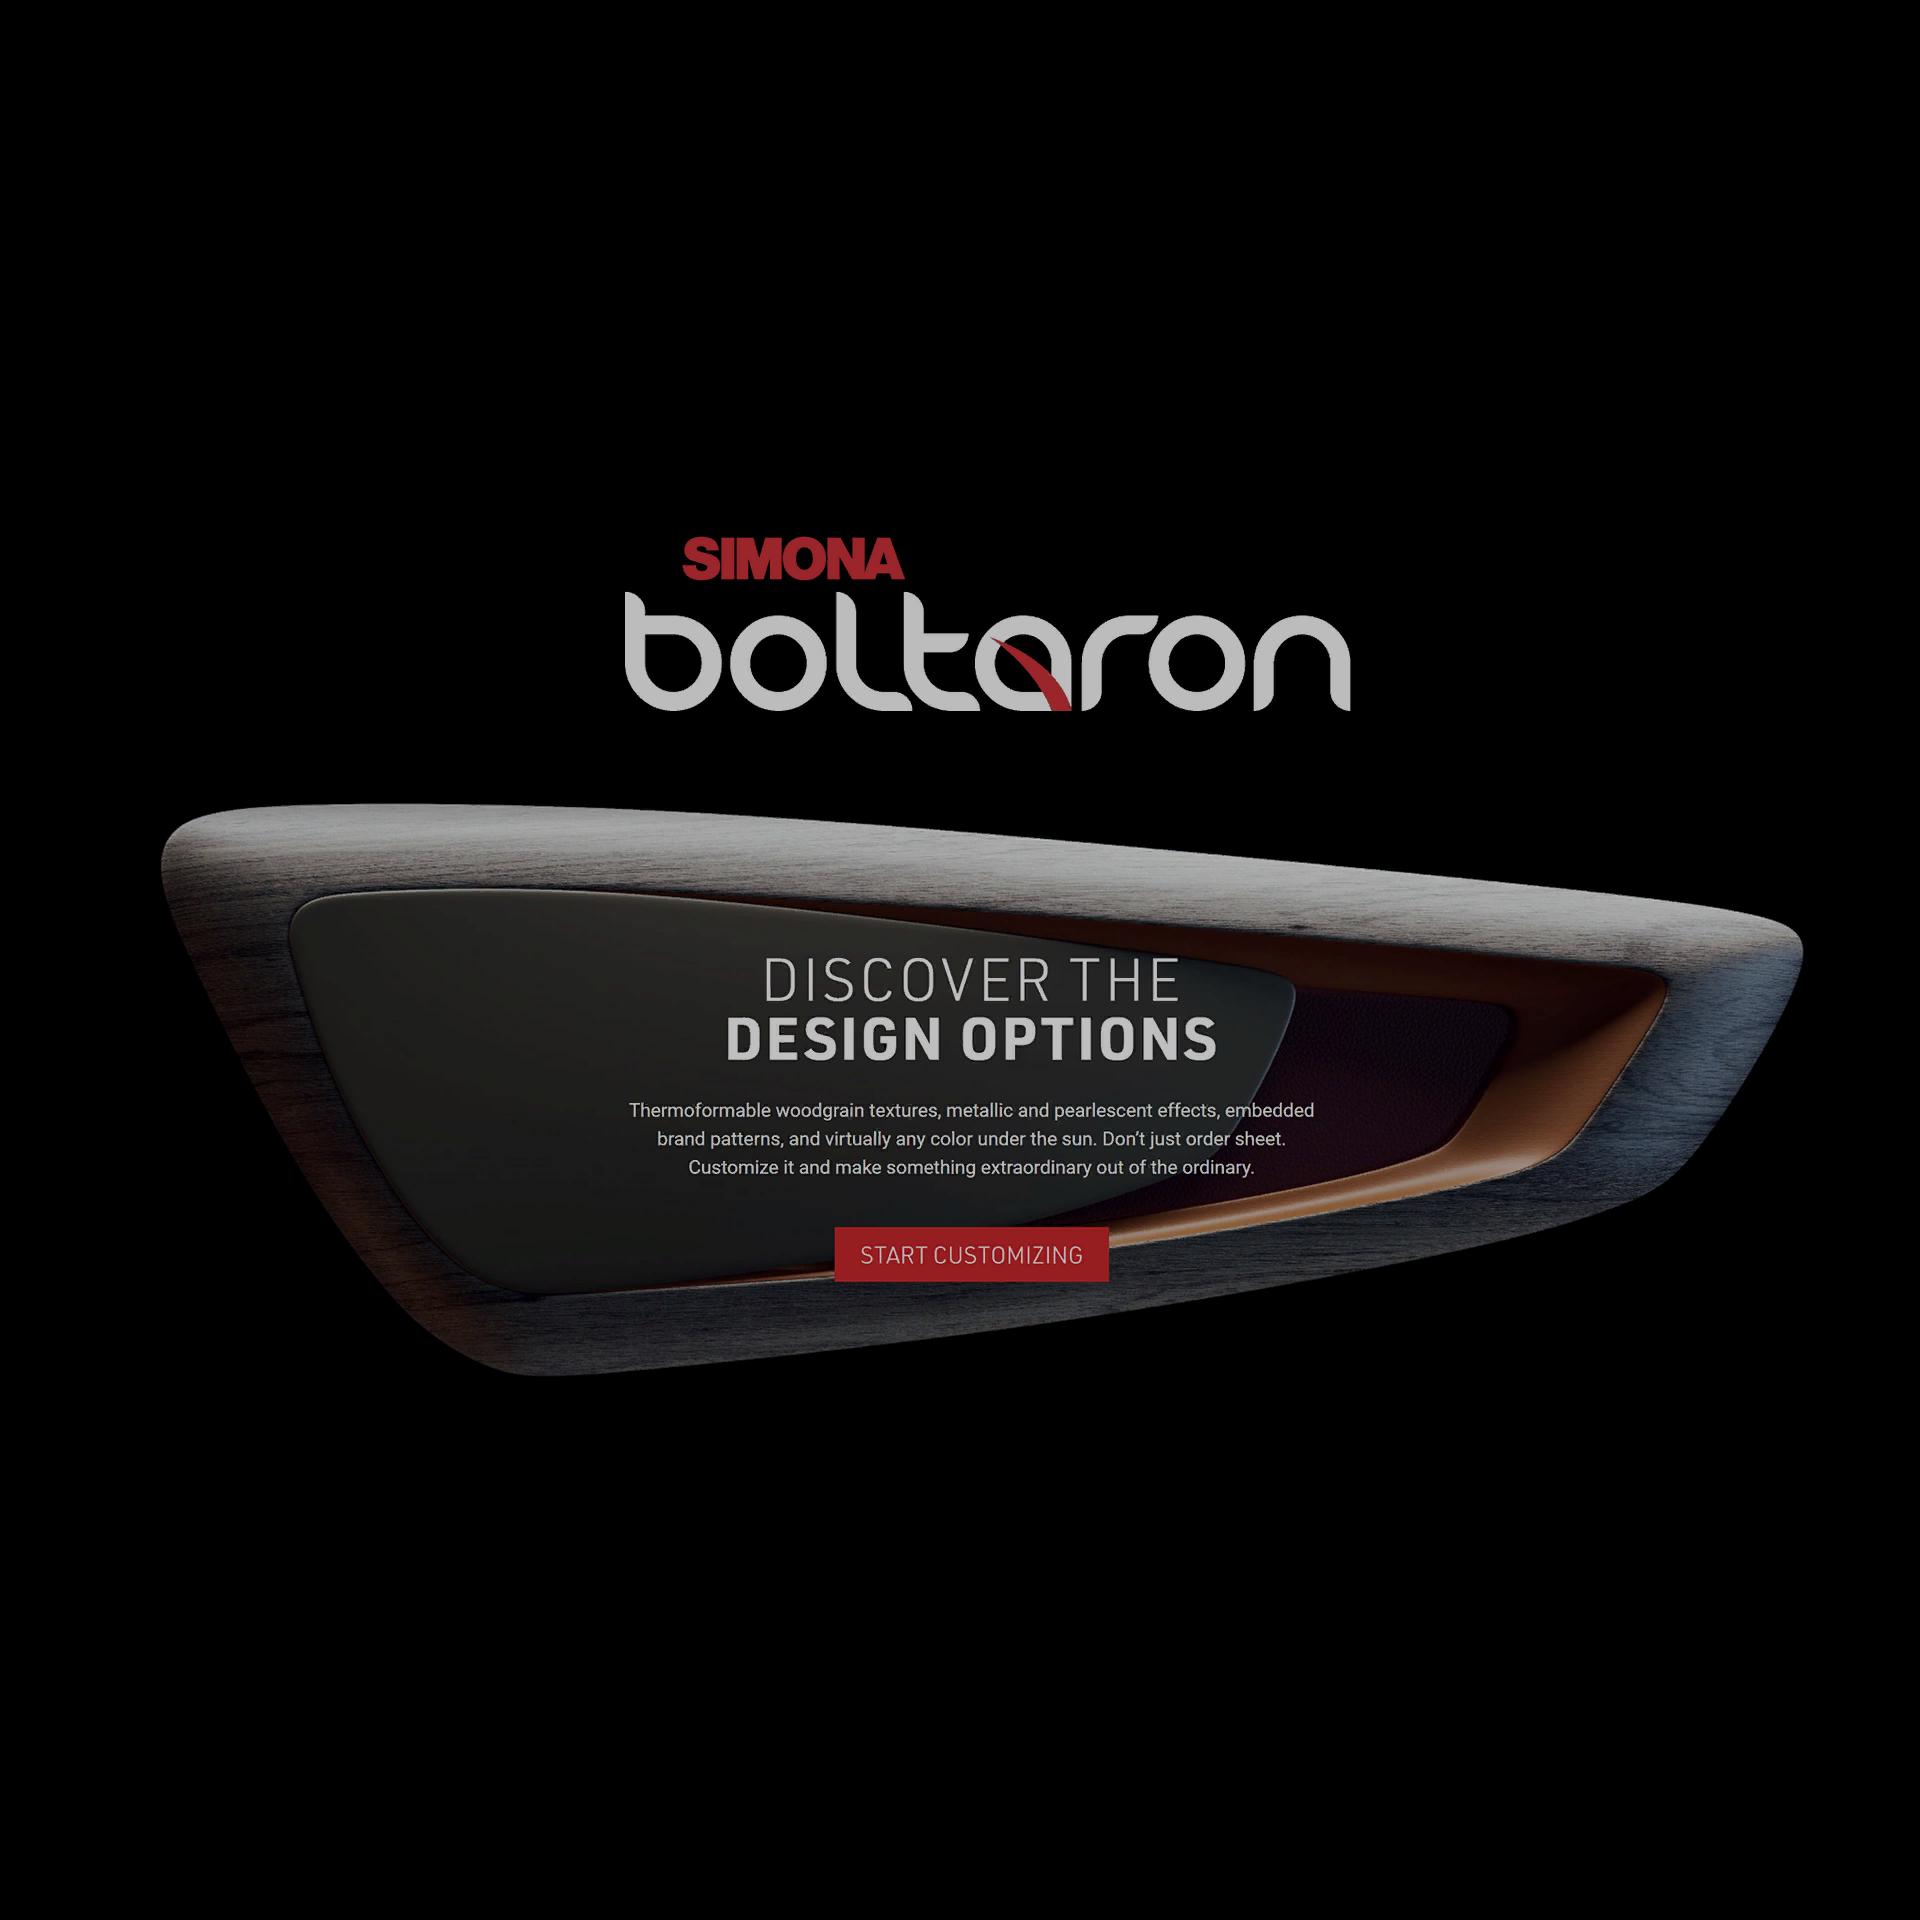 SIMONA
boltaron
DISCOVER THE
DESIGN OPTIONS
Thermoformable woodgrain textures, metallic and pearlescent effects, embedded
brand patterns, and virtually any color under the sun. Don’t just order sheet.
Customize it and make something extraordinary out of the ordinary.
START CUSTOMIZING